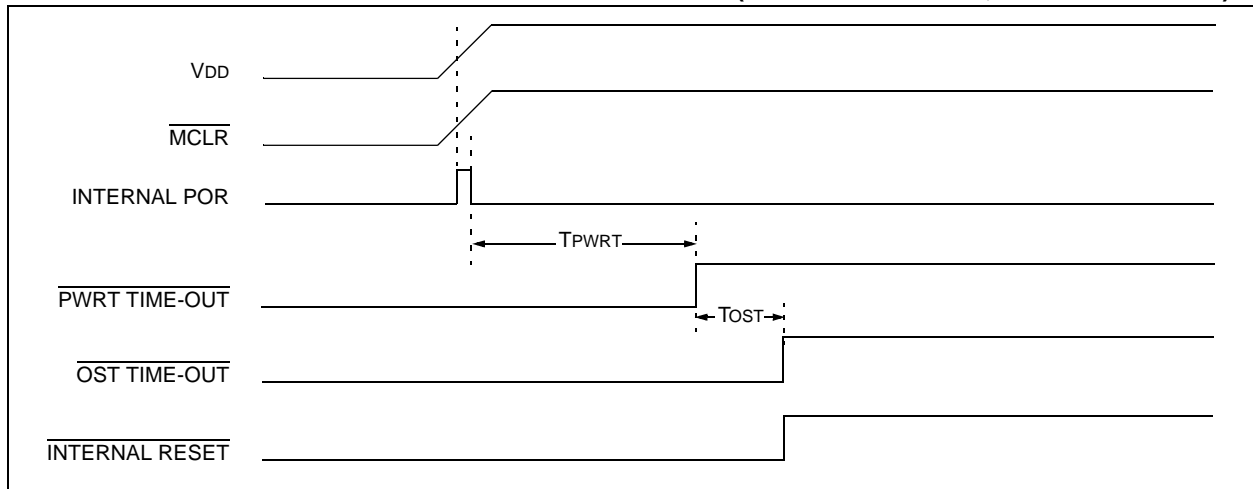 VDD
MCLR
INTERNAL POR
TPWRT
PWRT TIME-OUT
TOST
OST TIME-OUT
INTERNAL RESET